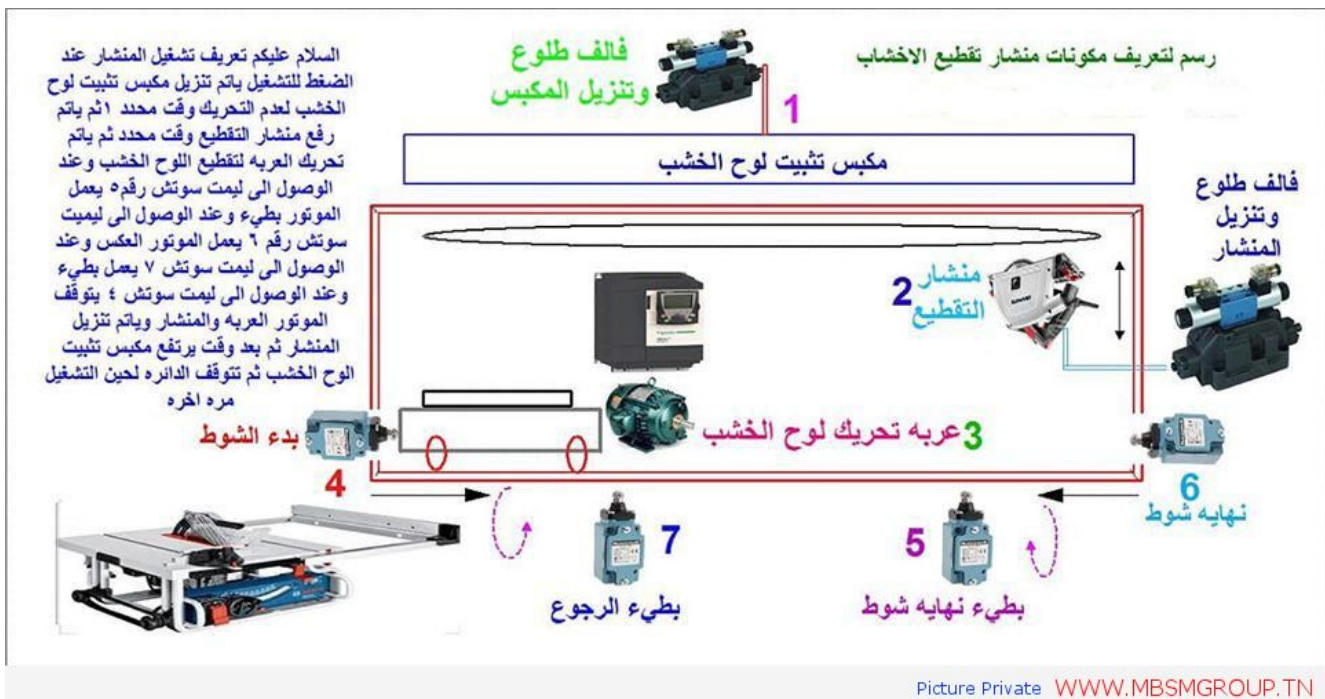 رسم لتعريف مكونات منشار تقطيع الاخشاب
السلام عليكم تعريف تشغيل المنشار عند
الضغط للتشغيل ياتم تنزيل مكبس تثبيت لوح
الخشب لعدم التحريك وقت محدد ١ثم ياتم
رفع منشار التقطيع وقت محدد ثم ياتم
تحريك العربه لتقطيع اللوح الخشب وعند
الوصول الى ليمت سوتش رقم٥ يعمل
الموتور بطيء وعند الوصول الى ليميت
سوتش رقم ٦ يعمل الموتور العكس وعند
الوصول الى ليمت سوتش ٧ يعمل بطيء
وعند الوصول الى ليمت سوتش ٤ يتوقف
الموتور العربه والمنشار وياتم تنزيل
المنشار ثم بعد وقت يرتفع مكبس تثبيت
الوح الخشب ثم تتوقف الدائره لحين التشغيل
مره اخره
فالف طلوع
وتنزيل المكبس
1
مكبس تثبيت لوح الخشب
فالف طلوع
وتنزيل
المنشار
2 منشار
التقطيع
3 عربه تحريك لوح الخشب
بدء الشوط
4
6
نهايه شوط
7
بطيء الرجوع
5
بطيء نهايه شوط
Picture Private WWW.MBSMGROUP.TN